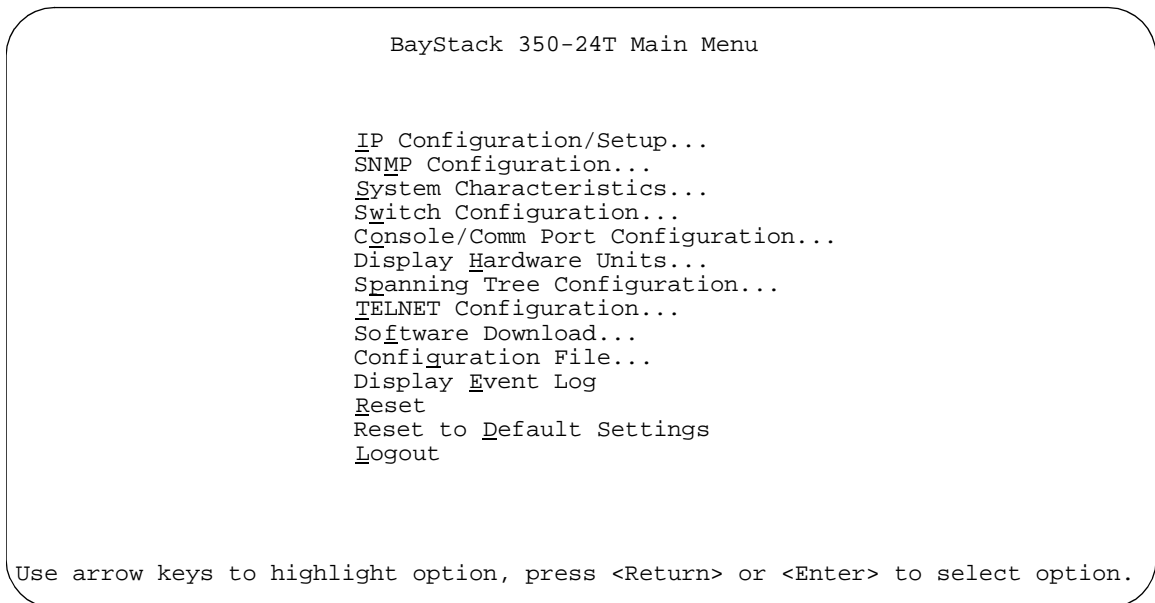 BayStack 350-24T Main Menu
IP Configuration/Setup...
SNMP Configuration...
System Characteristics...
Switch Configuration...
Console/Comm Port Configuration...
Display Hardware Units...
Spanning Tree Configuration...
TELNET Configuration...
Software Download...
Configuration File...
Display Event Log
Reset
Reset to Default Settings
Logout
Use arrow keys to highlight option, press <Return> or <Enter> to select option.